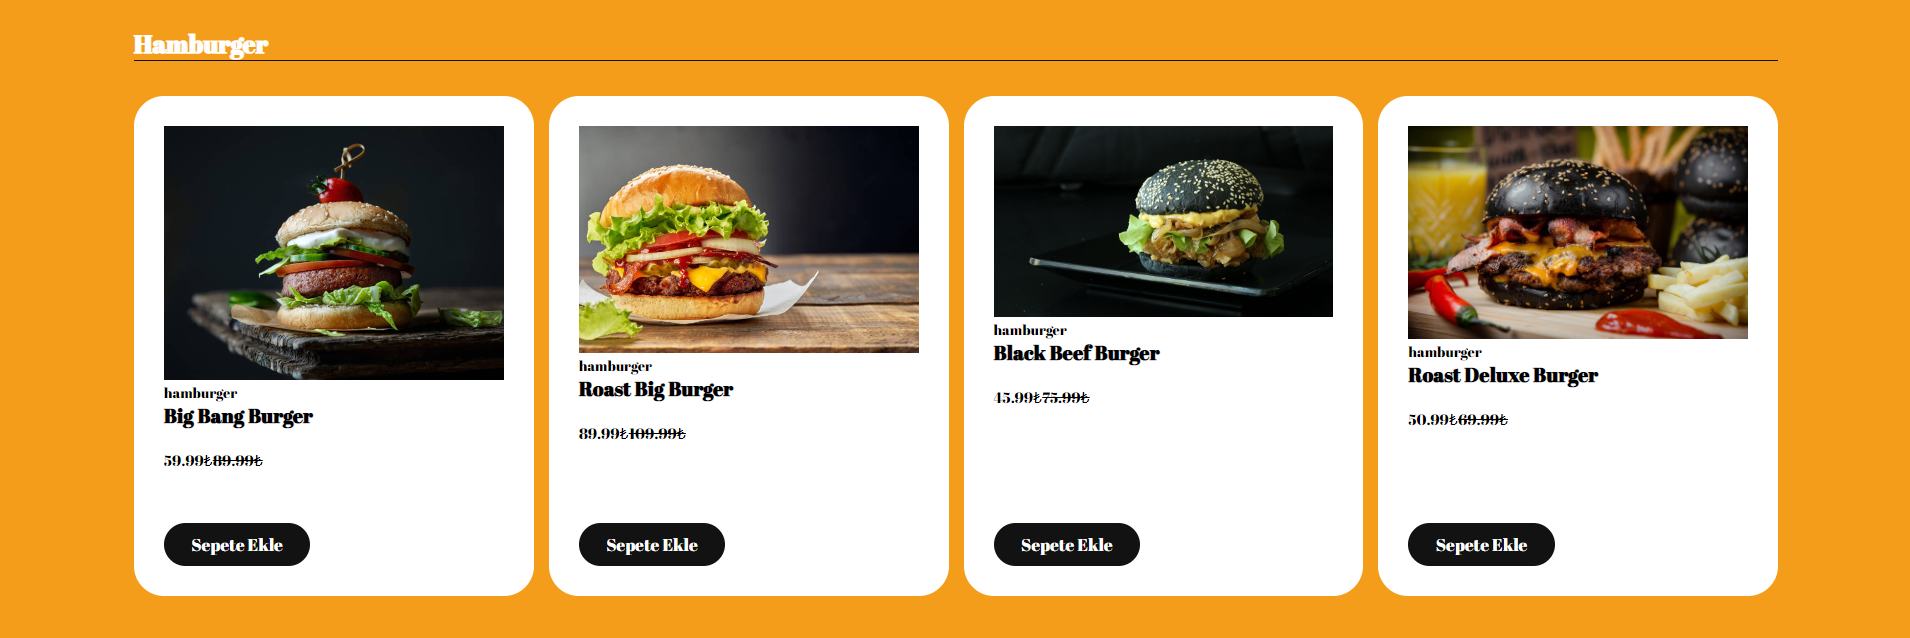 Hamburger
hamburger
Big Bang Burger
59.99₺89.99₺
Sepete Ekle
hamburger
Roast Big Burger
89.99₺109.99₺
Sepete Ekle
hamburger
Black Beef Burger
45.99₺75.99₺
Sepete Ekle
hamburger
Roast Deluxe Burger
50.99₺69.99₺
Sepete Ekle